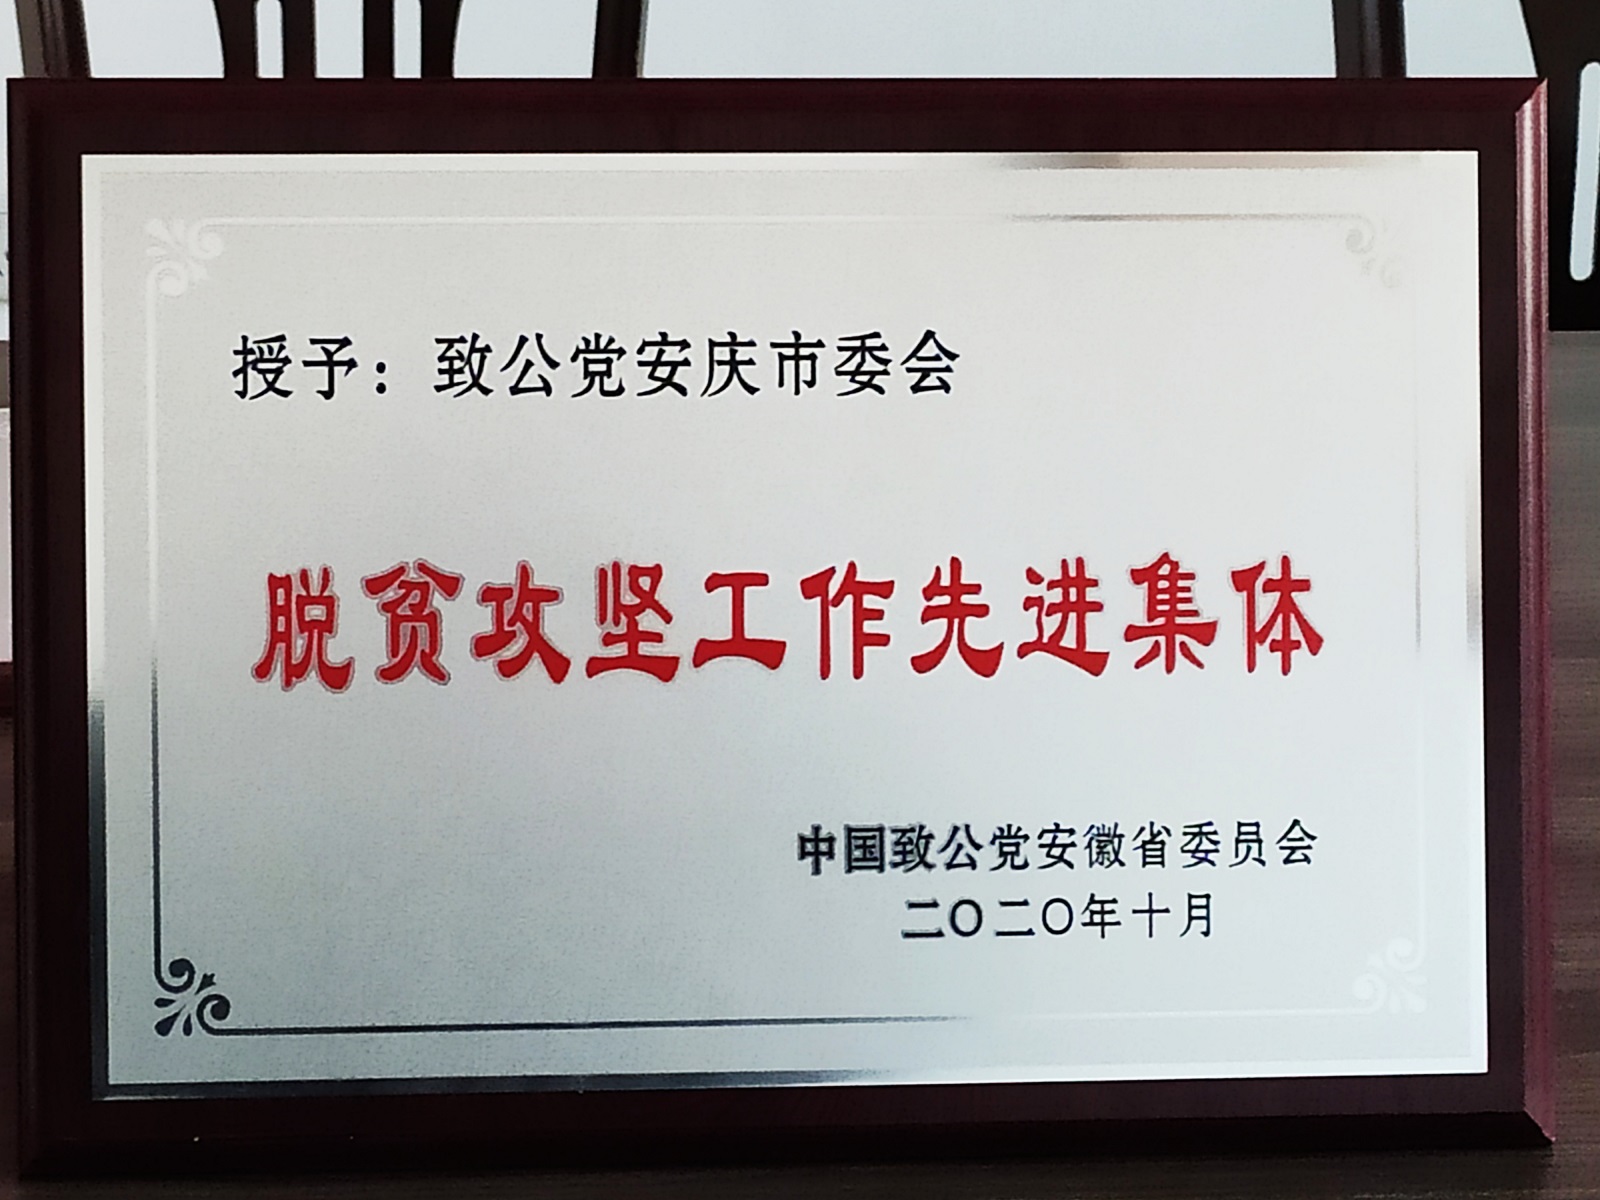 授予：致公党安庆市委会
脱贫攻坚工作先进集体
中国致公党安徽省委员会
二〇二〇年十月